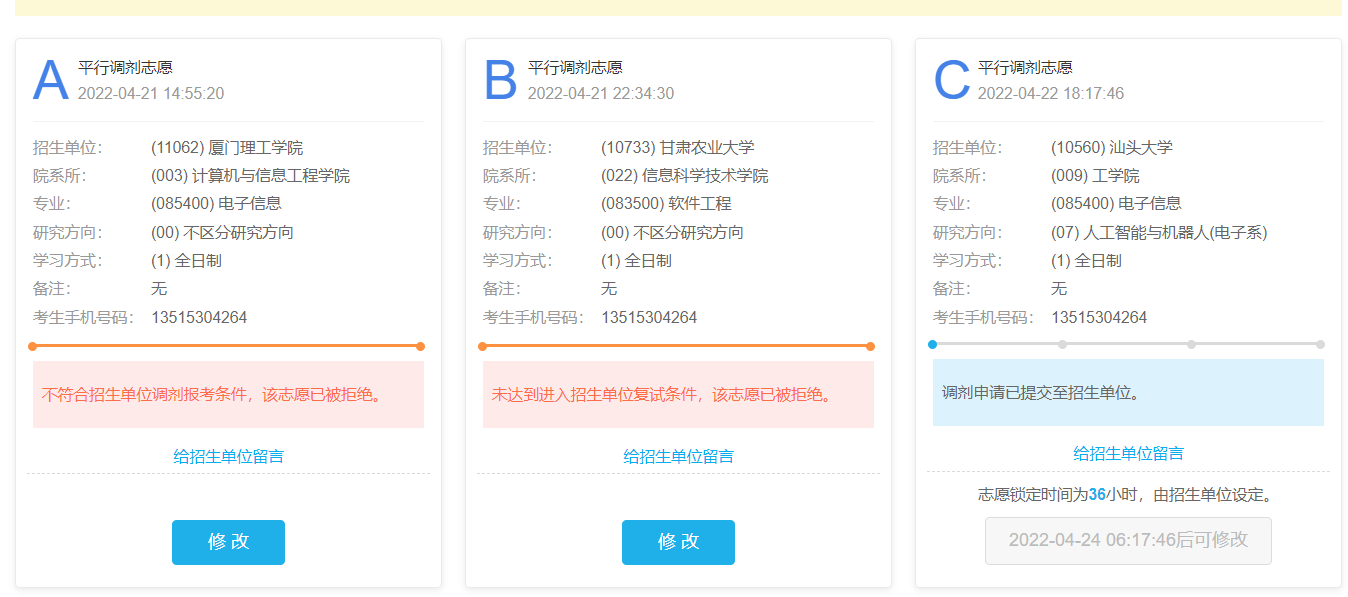 A 平行调剂志愿
2022-04-21 14:55:20
招生单位: (11062) 厦门理工学院
院系所: (003) 计算机与信息工程学院
专业: (085400) 电子信息
研究方向: (00) 不区分研究方向
学习方式: (1) 全日制
备注: 无
考生手机号码: 13515304264
不符合招生单位调剂报考条件，该志愿已被拒绝。
给招生单位留言
修 改
B 平行调剂志愿
2022-04-21 22:34:30
招生单位: (10733) 甘肃农业大学
院系所: (022) 信息科学技术学院
专业: (083500) 软件工程
研究方向: (00) 不区分研究方向
学习方式: (1) 全日制
备注: 无
考生手机号码: 13515304264
未达到进入招生单位复试条件，该志愿已被拒绝。
给招生单位留言
修 改
C 平行调剂志愿
2022-04-22 18:17:46
招生单位: (10560) 汕头大学
院系所: (009) 工学院
专业: (085400) 电子信息
研究方向: (07) 人工智能与机器人(电子系)
学习方式: (1) 全日制
备注: 无
考生手机号码: 13515304264
调剂申请已提交至招生单位。
给招生单位留言
志愿锁定时间为36小时，由招生单位设定。
2022-04-24 06:17:46后可修改